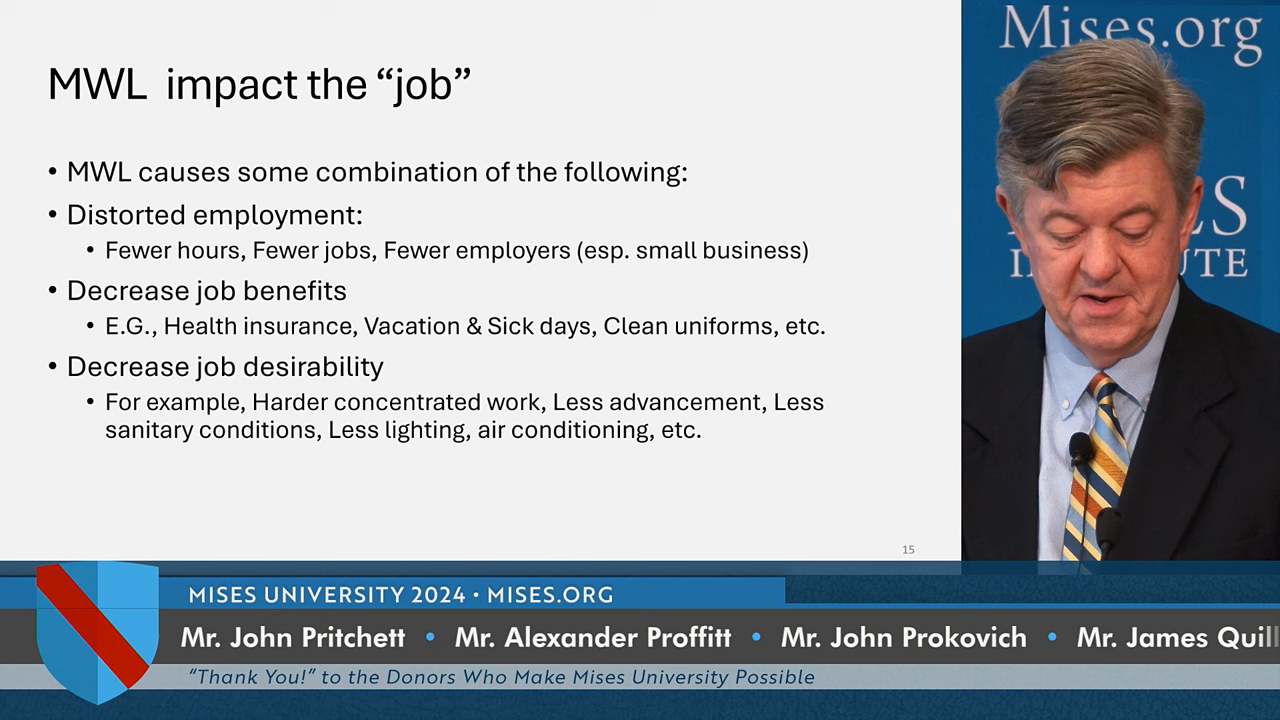 MWL impact the “job”
• MWL causes some combination of the following:
• Distorted employment:
• Fewer hours, Fewer jobs, Fewer employers (esp. small business)
• Decrease job benefits
• E.G., Health insurance, Vacation & Sick days, Clean uniforms, etc.
• Decrease job desirability
• For example, Harder concentrated work, Less advancement, Less
sanitary conditions, Less lighting, air conditioning, etc.
15
Mises.org
MISES UNIVERSITY 2024 • MISES.ORG
Mr. John Pritchett • Mr. Alexander Proffitt • Mr. John Prokovich • Mr. James Quill
“Thank You!” to the Donors Who Make Mises University Possible